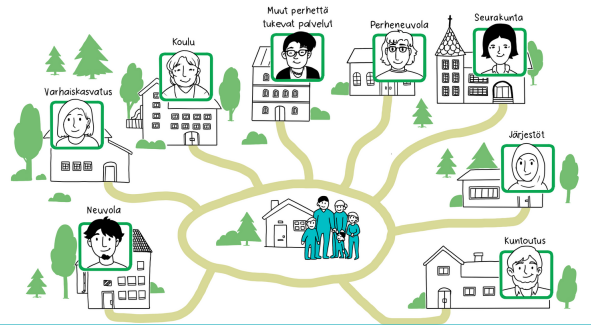 Muut perhettä
tukevat palvelut
Perheneuvola
Seurakunta
Koulu
Varhaiskasvatus
Järjestöt
Neuvola
Kuntoutus